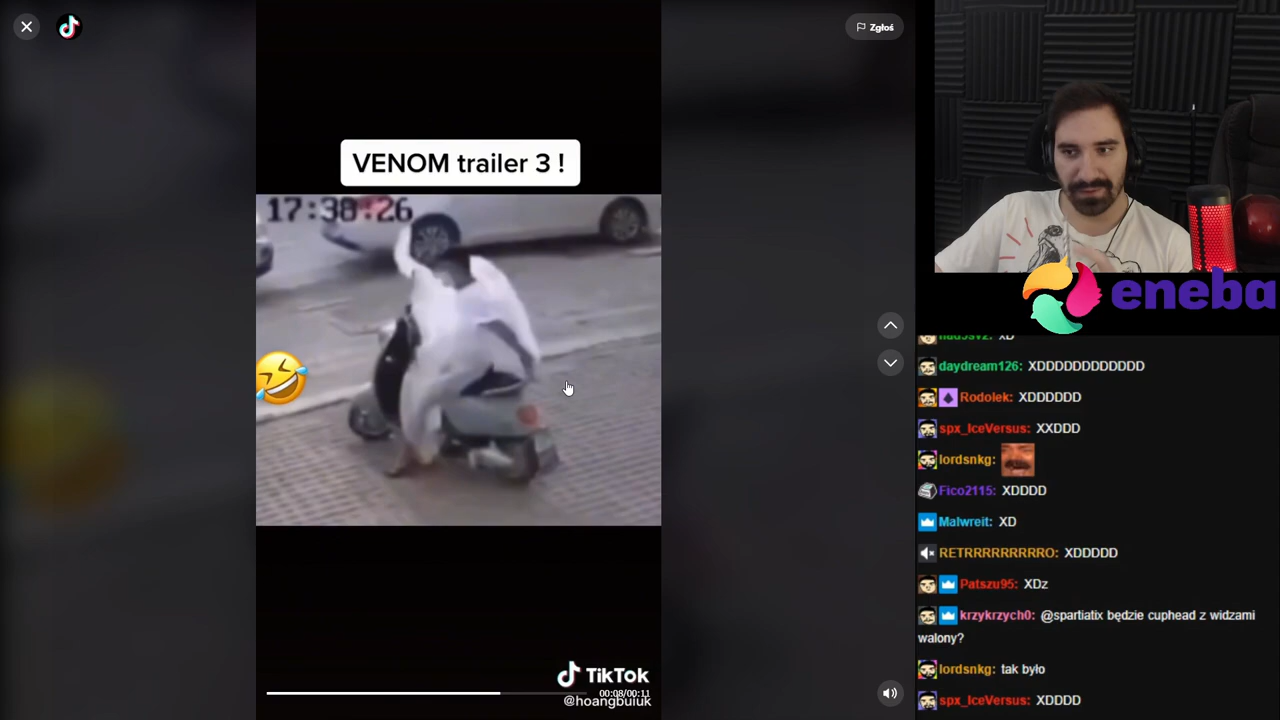 Zgłoś
VENOM trailer 3 !
17:38:26
TikTok
00:08/00:11
@hoangbuiuk
eneba
XD
daydream126: XDDDDDDDDDDDD
Rodolek: XDDDDDD
spx_IceVersus: XXDDD
lordsnkg:
Fico2115: XDDDD
Malwreit: XD
RETRRRRRRRRRO: XDDDDD
Patszu95: XDz
krzykrzych0: @spartiatix będzie cuphead z widzami
walony?
lordsnkg: tak było
spx_IceVersus: XDDDD